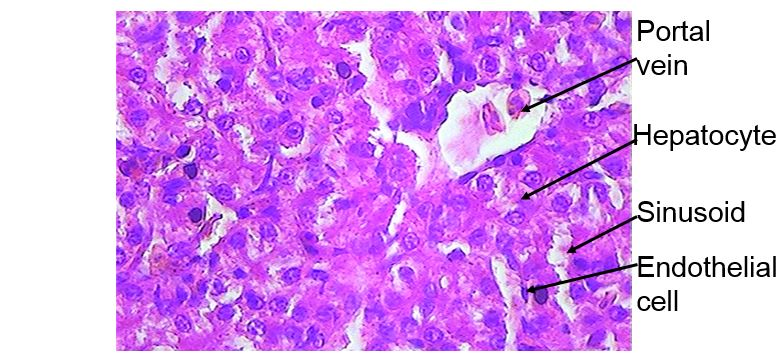 Portal
vein
Hepatocyte
Sinusoid
Endothelial
cell